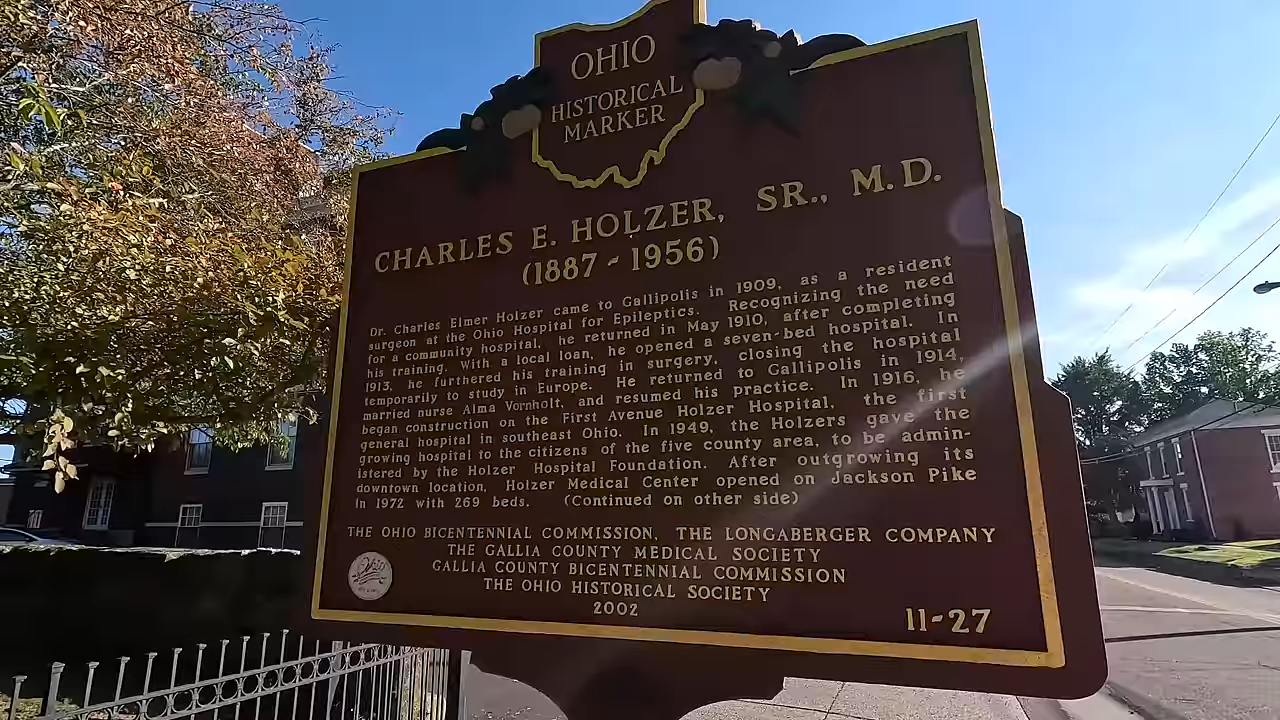 OHIO
HISTORICAL
MARKER
CHARLES E. HOLZER, SR., M.D.
(1887 - 1956)
Dr. Charles Elmer Holzer came to Gallipolis in 1909, as a resident
surgeon at the Ohio Hospital for Epileptics. Recognizing the need
for a community hospital, he returned in May 1910, after completing
his training. With a local loan, he opened a seven-bed hospital. In
1913, he furthered his training in surgery, closing the hospital
temporarily to study in Europe. He returned to Gallipolis in 1914,
married nurse Alma Vornholt, and resumed his practice. In 1916, he
began construction on the First Avenue Holzer Hospital, the first
general hospital in southeast Ohio. In 1949, the Holzers gave the
growing hospital to the citizens of the five county area, to be admin-
istered by the Holzer Hospital Foundation. After outgrowing its
downtown location, Holzer Medical Center opened on Jackson Pike
in 1972 with 269 beds. (Continued on other side)
THE OHIO BICENTENNIAL COMMISSION, THE LONGABERGER COMPANY
THE GALLIA COUNTY MEDICAL SOCIETY
GALLIA COUNTY BICENTENNIAL COMMISSION
THE OHIO HISTORICAL SOCIETY
2002
11-27